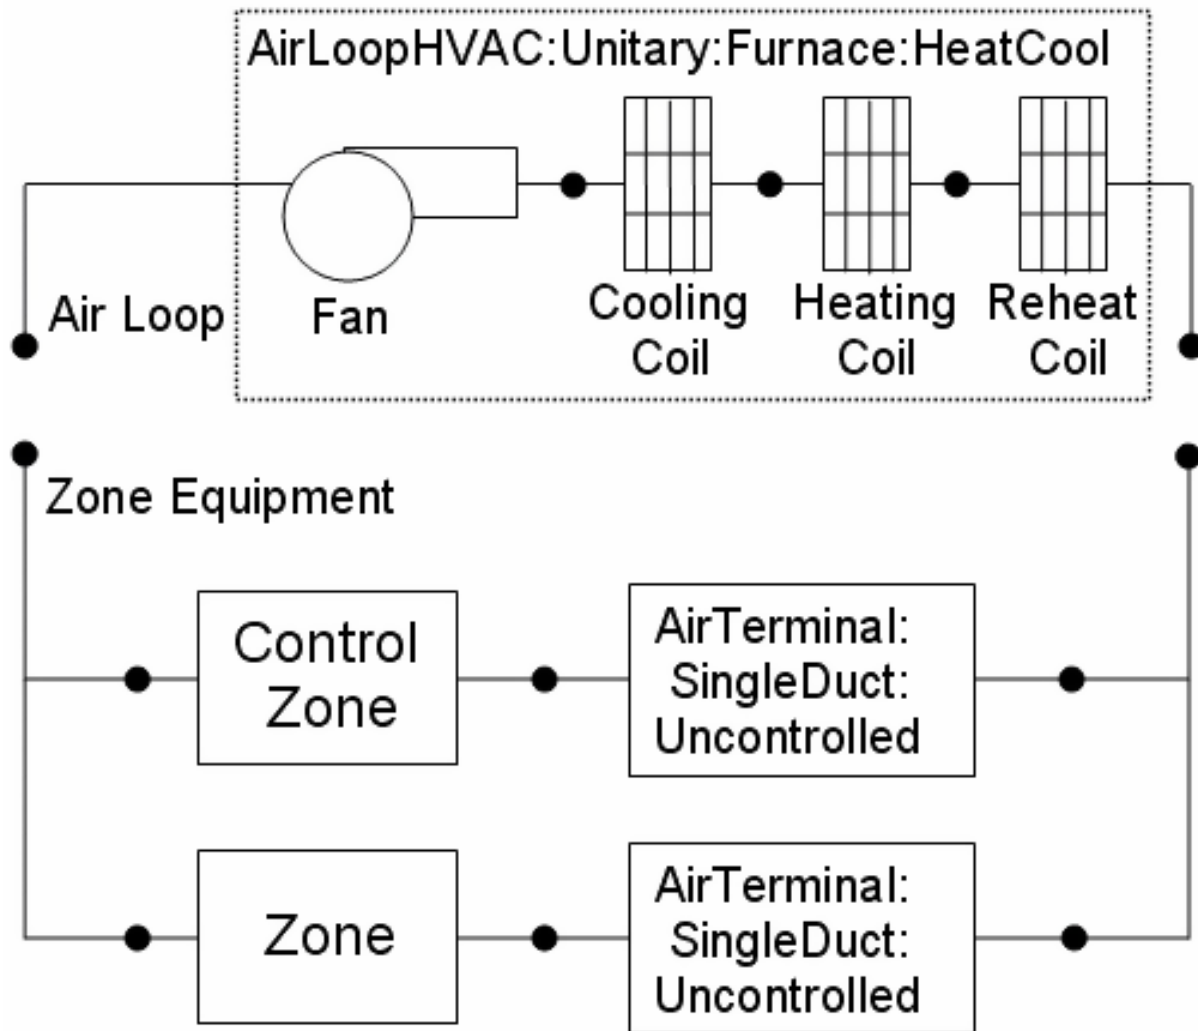 AirLoopHVAC:Unitary:Furnace:HeatCool
Air Loop
Fan
Cooling
Coil
Heating
Coil
Reheat
Coil
Zone Equipment
Control
Zone
AirTerminal:
SingleDuct:
Uncontrolled
Zone
AirTerminal:
SingleDuct:
Uncontrolled